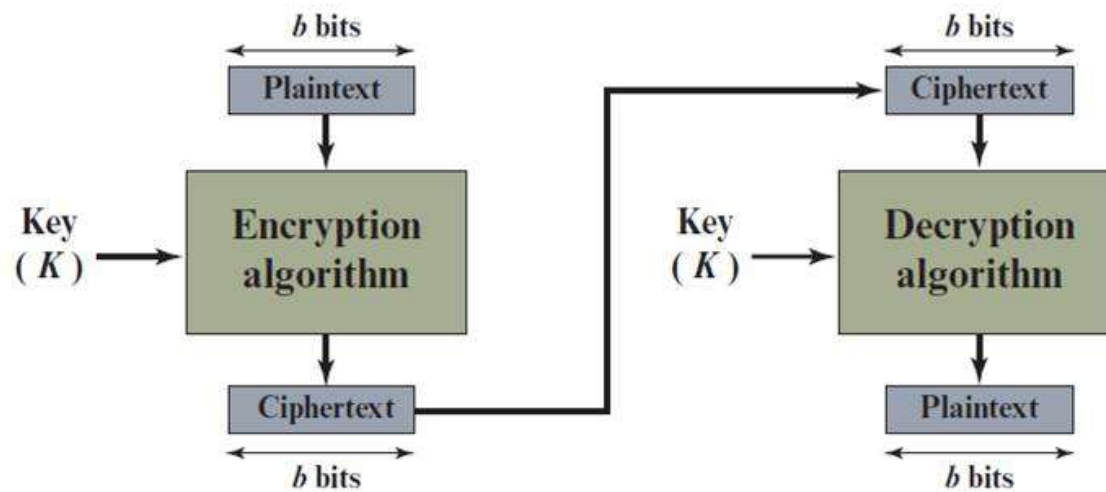 b bits
Plaintext
Key
( K )
Encryption
algorithm
Ciphertext
b bits
b bits
Ciphertext
Key
( K )
Decryption
algorithm
Plaintext
b bits